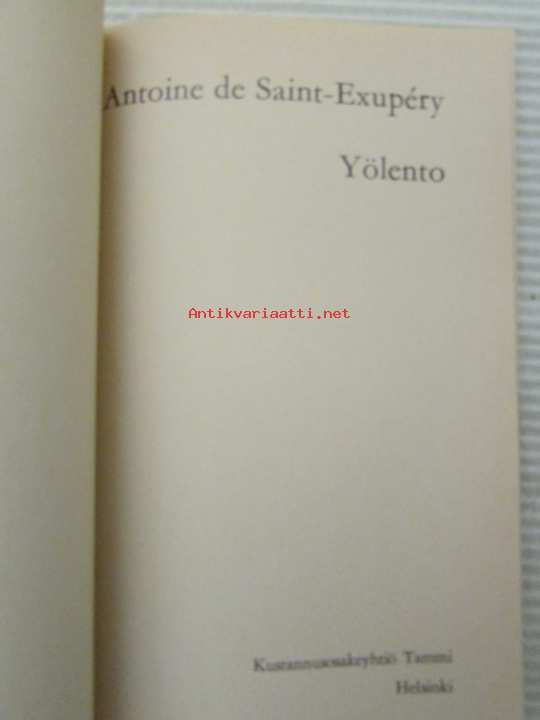 Antoine de Saint-Exupéry
Yölento
Antikvariaatti.net
Kustannusosakeyhtiö Tammi
Helsinki